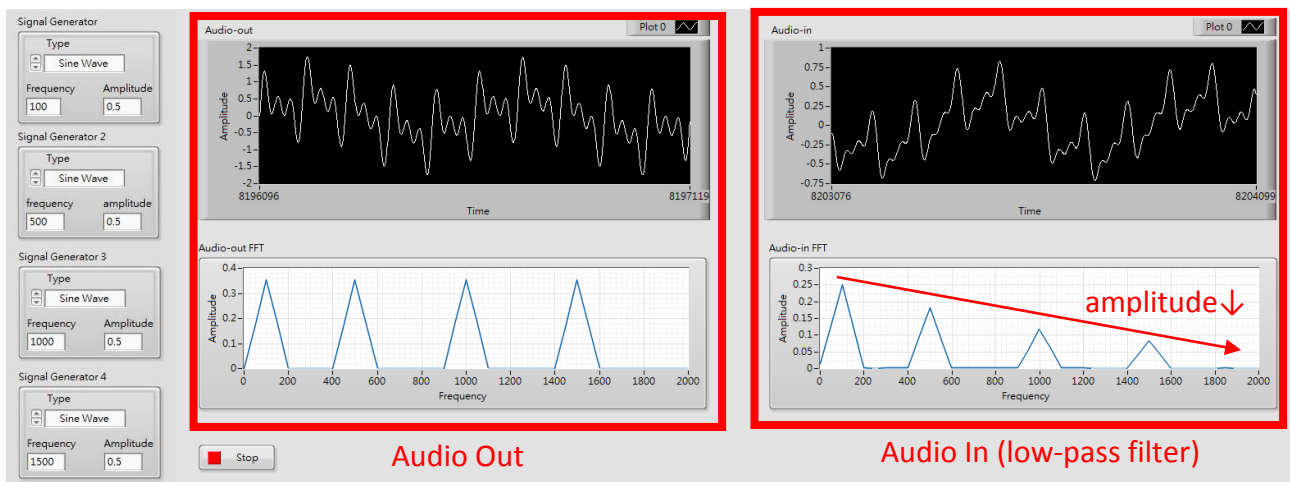 Signal Generator
Type
Sine Wave
Frequency Amplitude
100 0.5
Signal Generator 2
Type
Sine Wave
frequency amplitude
500 0.5
Signal Generator 3
Type
Sine Wave
Frequency Amplitude
1000 0.5
Signal Generator 4
Type
Sine Wave
Frequency Amplitude
1500 0.5
Audio-out
Plot 0
Amplitude
2
1.5
1
0.5
0
-0.5
-1
-1.5
-2
8196096 8197119
Time
Audio-out FFT
Amplitude
0.4
0.3
0.2
0.1
0
0 200 400 600 800 1000 1200 1400 1600 1800 2000
Frequency
Stop
Audio Out
Audio-in
Plot 0
Amplitude
1
0.75
0.5
0.25
0
-0.25
-0.5
-0.75
8203076 8204099
Time
Audio-in FFT
Amplitude
0.3
0.25
0.2
0.15
0.1
0.05
0
0 200 400 600 800 1000 1200 1400 1600 1800 2000
Frequency
amplitude↓
Audio In (low-pass filter)